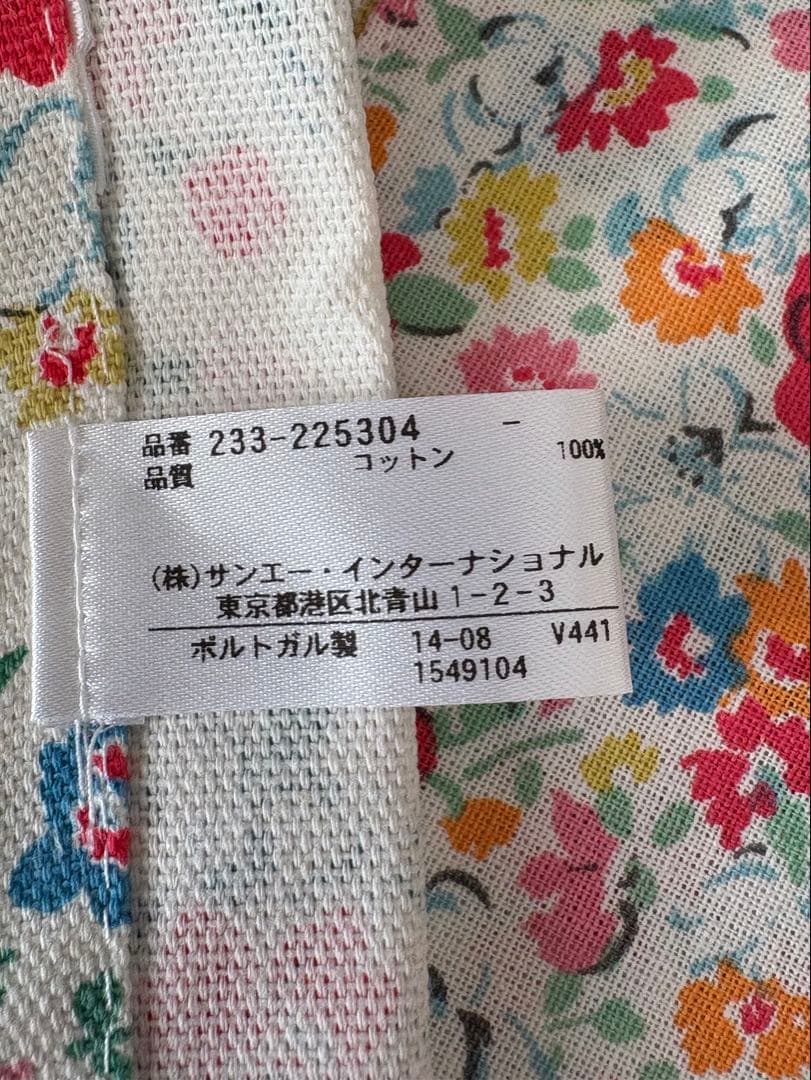 品番 233-225304 -
品質 コットン 100%
(株)サンエー・インターナショナル
東京都港区北青山1-2-3
ポルトガル製 14-08 V441
1549104